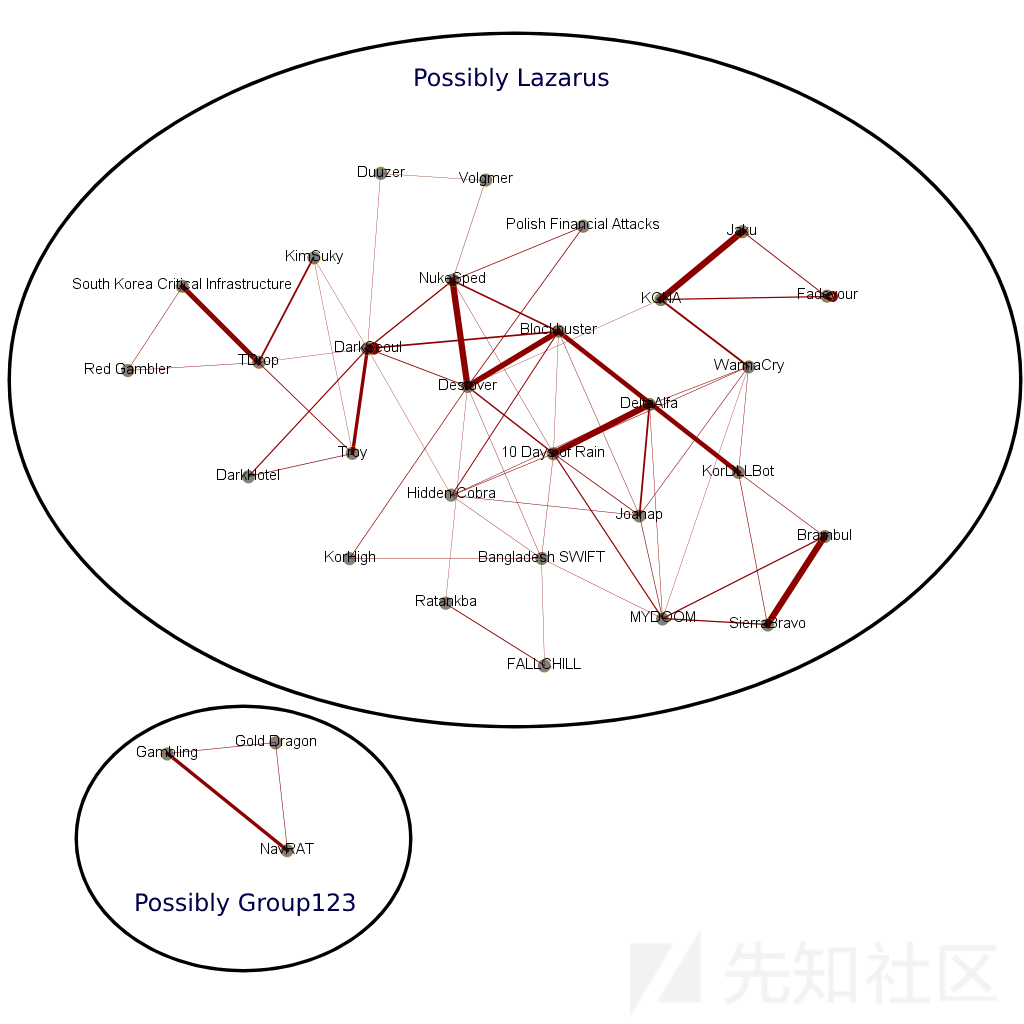 Possibly Lazarus
Duuzer
Volgmer
Polish Financial Attacks
Jaku
KimSuky
NukeSped
South Korea Critical Infrastructure
KCNA
Fadevour
Blockbuster
DarkSeoul
TDrop
Red Gambler
WannaCry
Destover
DeltaAlfa
Troy
10 Days of Rain
DarkHotel
KorDLLBot
Hidden Cobra
Joanap
Brambul
KorHigh
Bangladesh SWIFT
Ratankba
MYDOOM
SierraBravo
FALLCHILL
Gold Dragon
Gambling
NavRAT
Possibly Group123
先知社区